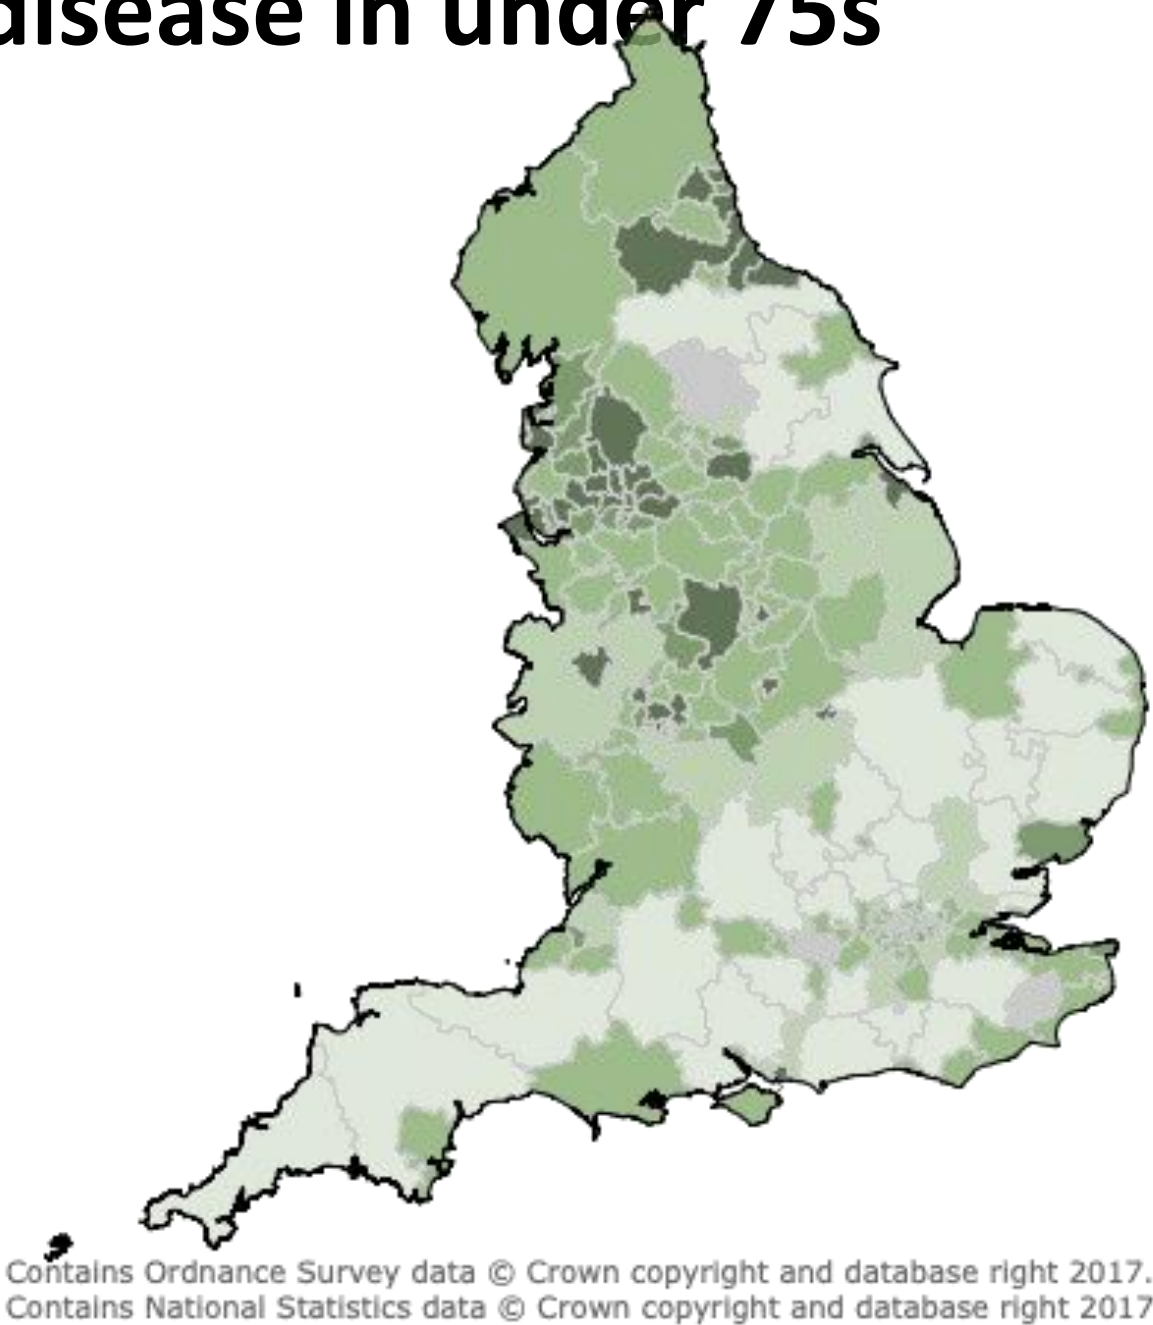 disease in under 75s
Contains Ordnance Survey data © Crown copyright and database right 2017.
Contains National Statistics data © Crown copyright and database right 2017